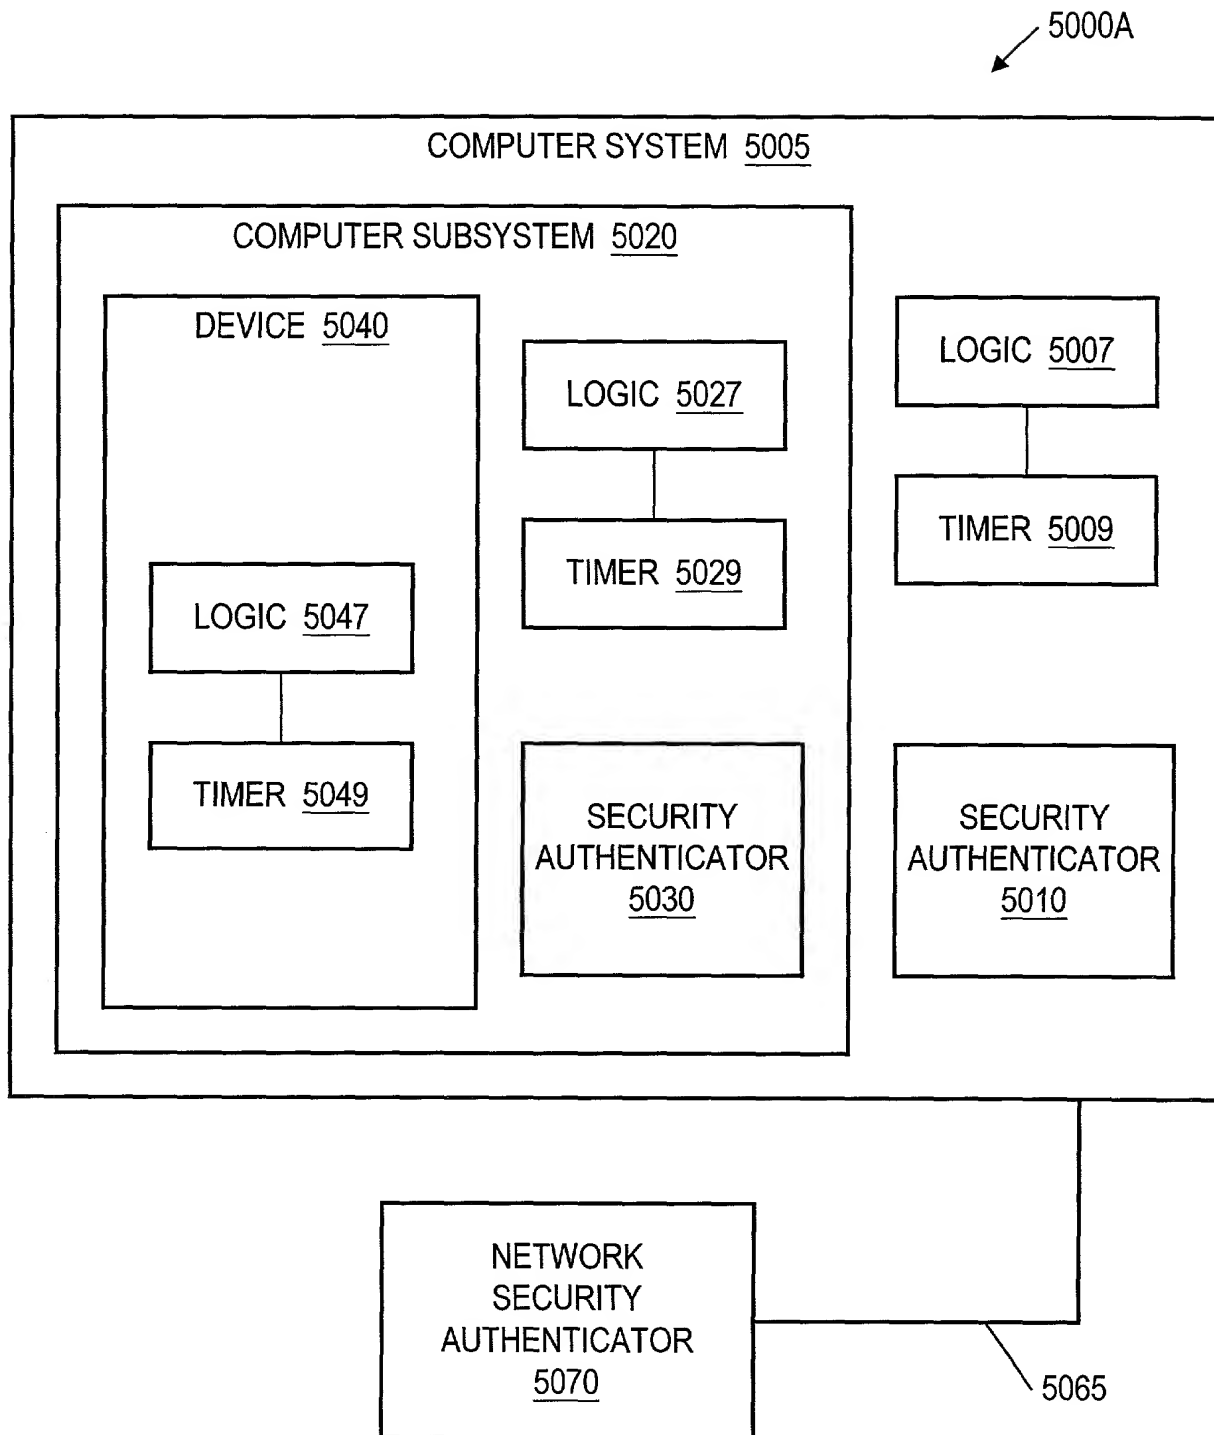 5000A
COMPUTER SYSTEM 5005
COMPUTER SUBSYSTEM 5020
DEVICE 5040
LOGIC 5007
LOGIC 5027
TIMER 5009
TIMER 5029
LOGIC 5047
TIMER 5049
SECURITY
AUTHENTICATOR
5030
SECURITY
AUTHENTICATOR
5010
NETWORK
SECURITY
AUTHENTICATOR
5070
5065